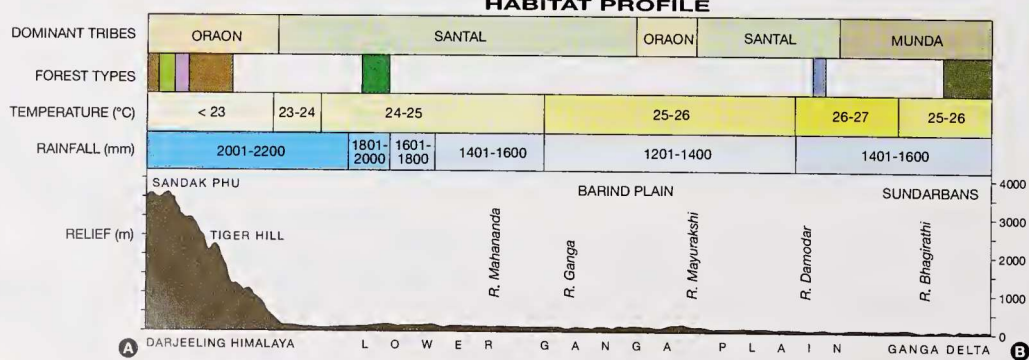 HABITAT PROFILE
DOMINANT TRIBES ORAON SANTAL ORAON SANTAL MUNDA
FOREST TYPES
TEMPERATURE (°C) < 23 23-24 24-25 25-26 26-27 25-26
RAINFALL (mm) 2001-2200 1801-2000 1601-1800 1401-1600 1201-1400 1401-1600
SANDAK PHU BARIND PLAIN SUNDARBANS 4000
3000
RELIEF (m) TIGER HILL R. Mahananda R. Ganga R. Mayurakshi R. Damodar R. Bhagirathi
2000
1000
0
A DARJEELING HIMALAYA LOWER GANGA PLAIN GANGA DELTA B